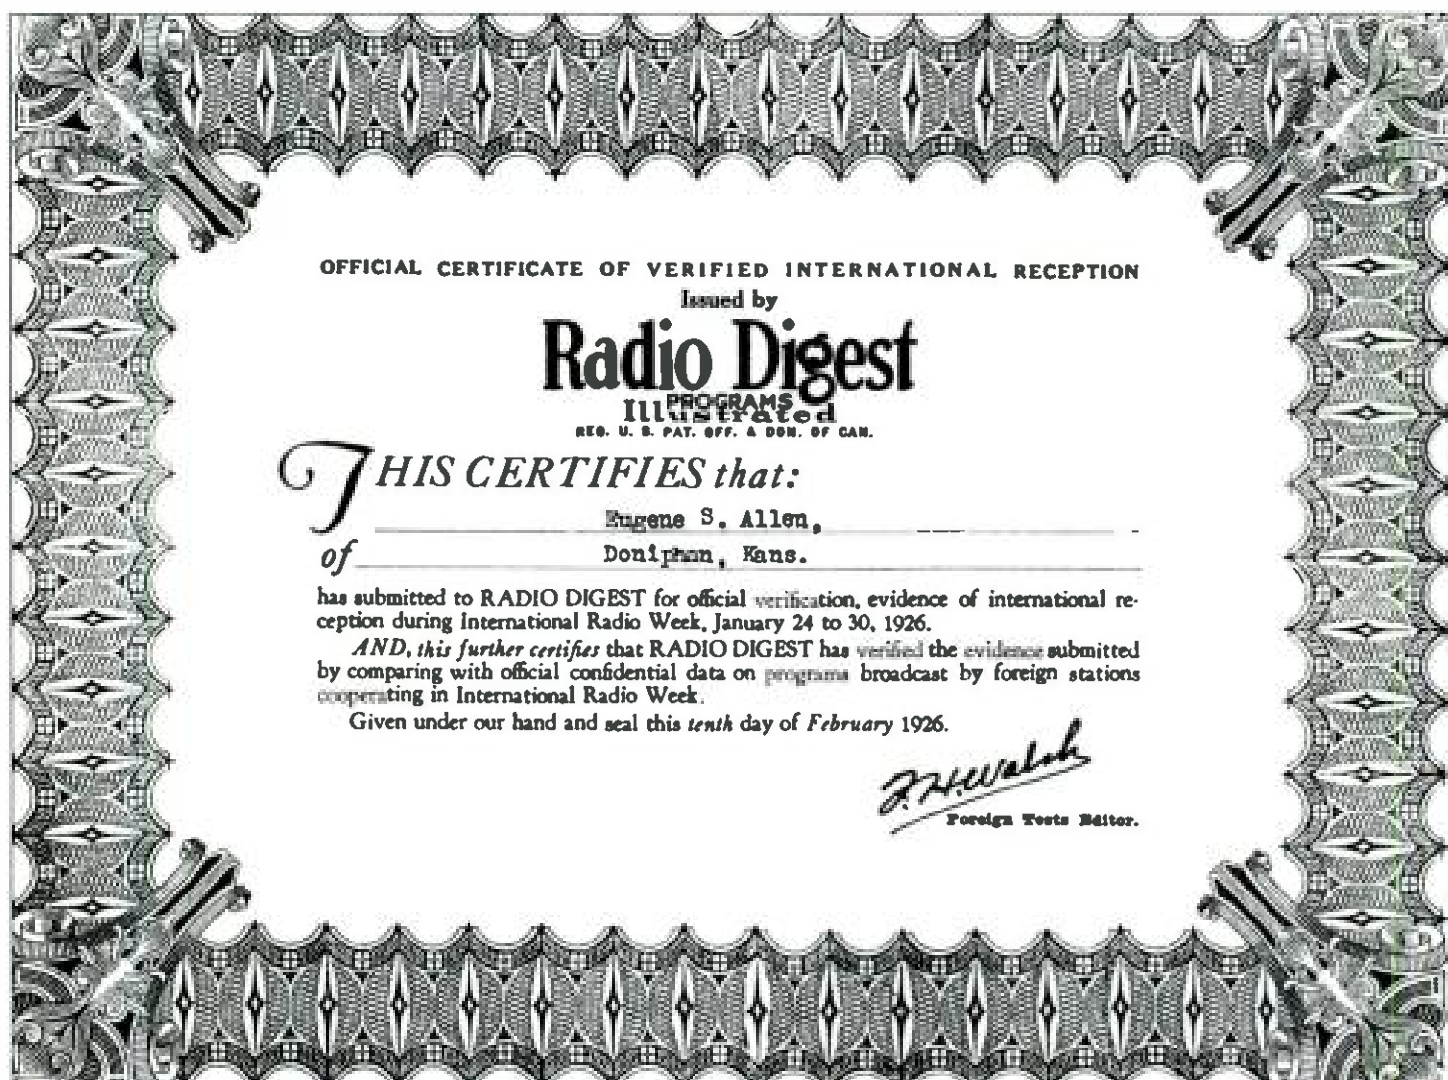 OFFICIAL CERTIFICATE OF VERIFIED INTERNATIONAL RECEPTION
Issued by
Radio Digest
PROGRAMS
Illustrated
REG. U. S. PAT. OFF. & DOM. OF CAN.
THIS CERTIFIES that:
Eugene S. Allen,
of Doniphan, Kans.
has submitted to RADIO DIGEST for official verification, evidence of international re-
ception during International Radio Week, January 24 to 30, 1926.
AND, this further certifies that RADIO DIGEST has verified the evidence submitted
by comparing with official confidential data on programs broadcast by foreign stations
cooperating in International Radio Week.
Given under our hand and seal this tenth day of February 1926.
F. H. Walsh
Foreign Tests Editor.